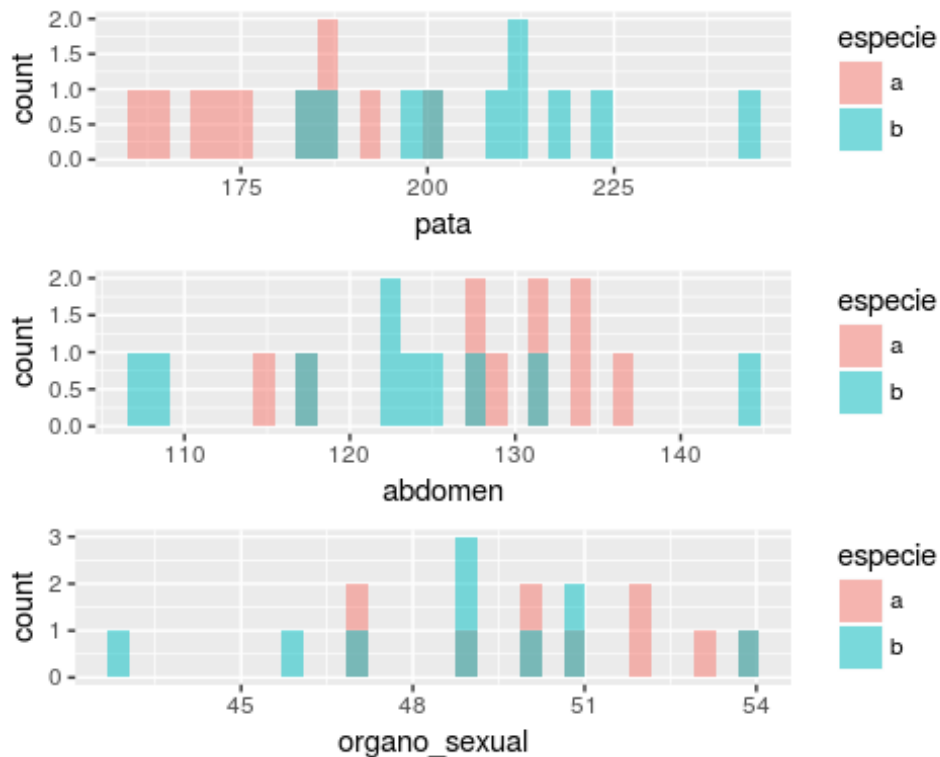 2.0
1.5
1.0
0.5
0.0
count
175 200 225
pata
especie
a
b
2.0
1.5
1.0
0.5
0.0
count
110 120 130 140
abdomen
especie
a
b
3
2
1
0
count
45 48 51 54
organo_sexual
especie
a
b